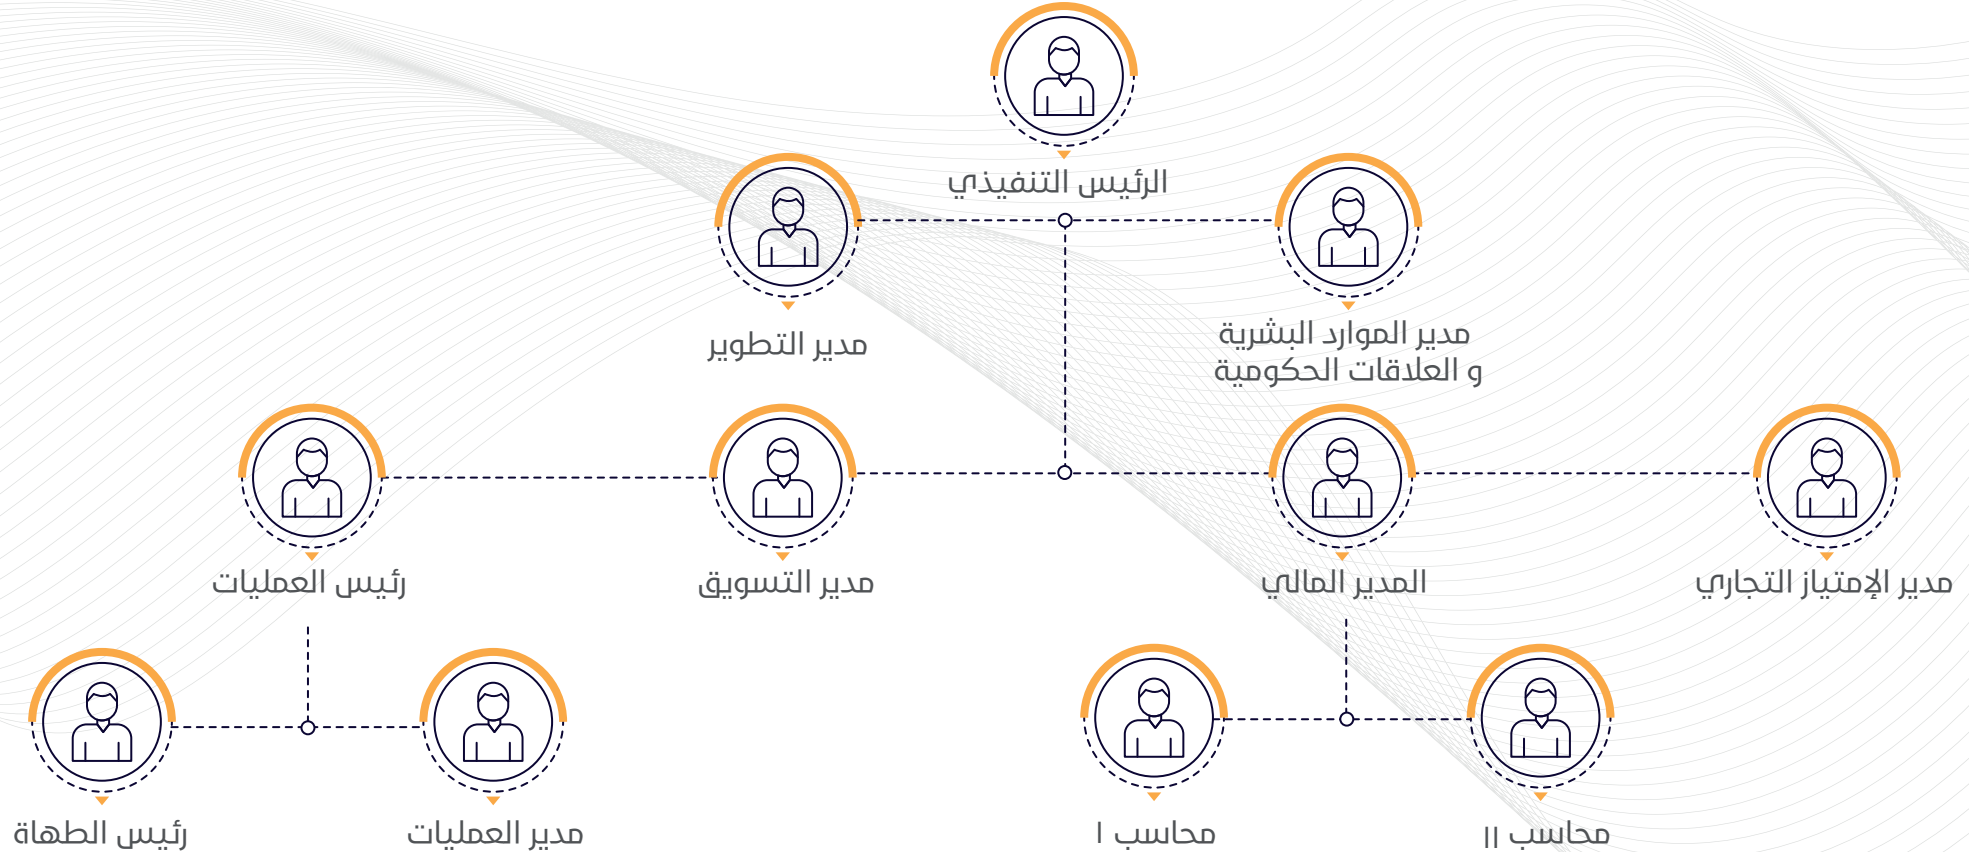 الرئيس التنفيذي
مدير الموارد البشرية
و العلاقات الحكومية
مدير التطوير
مدير الإمتياز التجاري
المدير المالي
مدير التسويق
رئيس العمليات
محاسب II
محاسب I
مدير العمليات
رئيس الطهاة